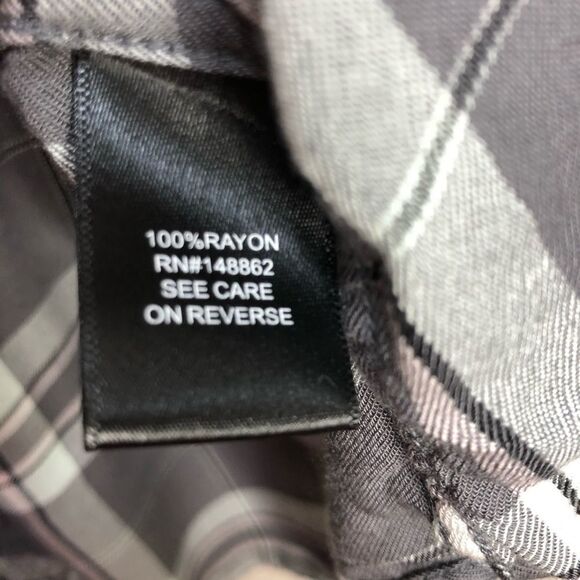 100%RAYON
RN#148862
SEE CARE
ON REVERSE